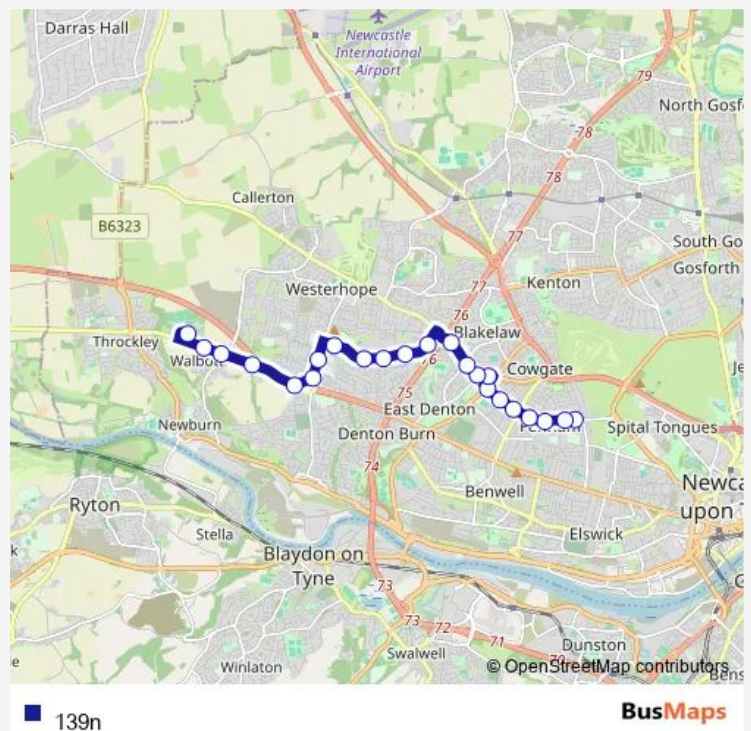 Darras Hall
Newcastle
International
Airport
79
North Gosf
78
78
Callerton
B6323
77
South Go
Gosforth
Westerhope
77
Kenton
76
Blakelaw
Throckley
76
Cowgate
75
East Denton
Newburn
Denton Burn
Spital Tongues
74
Newca
upon
Benwell
Ryton
Elswick
Stella
Blaydon on
Tyne
73
73
72
71
Dunston
Swalwell
Winlaton
© OpenStreetMap contributors
139n
BusMaps